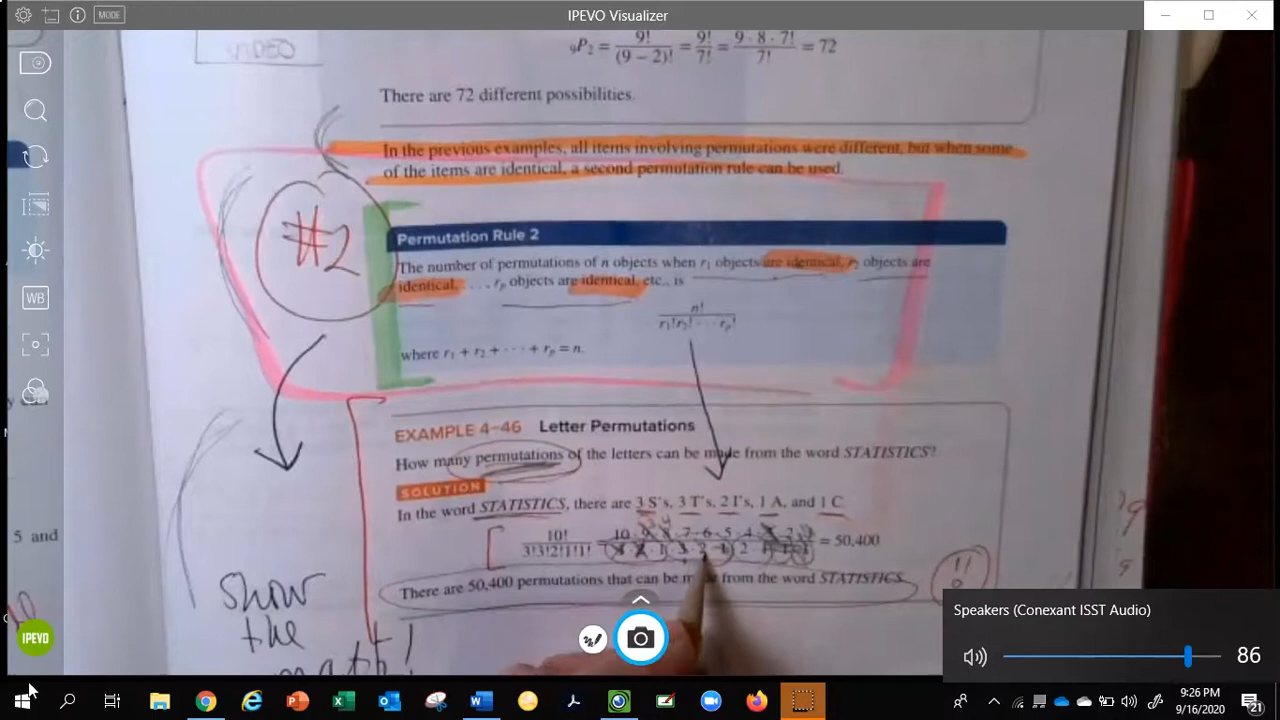 IPEVO Visualizer
MODE
VIDEO
₉P₂ = 9!/(9 − 2)! = 9!/7! = 9 · 8 · 7!/7! = 72
There are 72 different possibilities.
In the previous examples, all items involving permutations were different, but when some
of the items are identical, a second permutation rule can be used.
#2
Permutation Rule 2
The number of permutations of n objects when r₁ objects are identical, r₂ objects are
identical, . . . , rₚ objects are identical, etc., is
n!/r₁!r₂! · · · rₚ!
where r₁ + r₂ + · · · + rₚ = n.
EXAMPLE 4–46 Letter Permutations
How many permutations of the letters can be made from the word STATISTICS?
SOLUTION
In the word STATISTICS, there are 3 S's, 3 T's, 2 I's, 1 A, and 1 C.
10!/3!3!2!1!1! = = 50,400
There are 50,400 permutations that can be made from the word STATISTICS.
show
the
math!
5 and
WB
IPEVO
Speakers (Conexant ISST Audio)
86
9:26 PM
9/16/2020
21